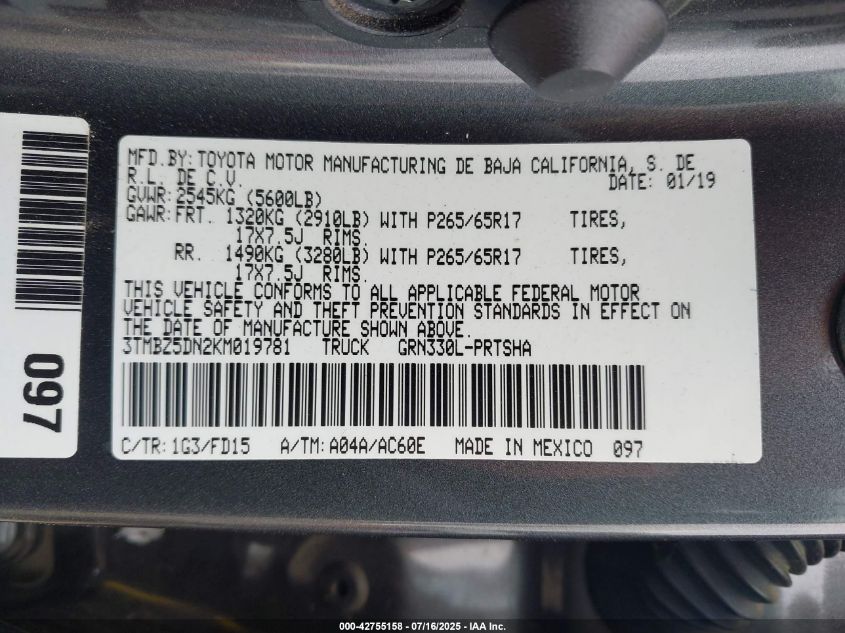 MFD.BY:TOYOTA MOTOR MANUFACTURING DE BAJA CALIFORNIA, S. DE
R.L. DE C.V. DATE: 01/19
GVWR:2545KG (5600LB)
GAWR:FRT. 1320KG (2910LB) WITH P265/65R17 TIRES,
17X7.5J RIMS.
RR. 1490KG (3280LB) WITH P265/65R17 TIRES,
17X7.5J RIMS.
THIS VEHICLE CONFORMS TO ALL APPLICABLE FEDERAL MOTOR
VEHICLE SAFETY AND THEFT PREVENTION STANDARDS IN EFFECT ON
THE DATE OF MANUFACTURE SHOWN ABOVE.
3TMBZ5DN2KM019781 TRUCK GRN330L-PRTSHA
C/TR:1G3/FD15 A/TM:A04A/AC60E MADE IN MEXICO 097
097
000-42755158 - 07/16/2025 - IAA Inc.